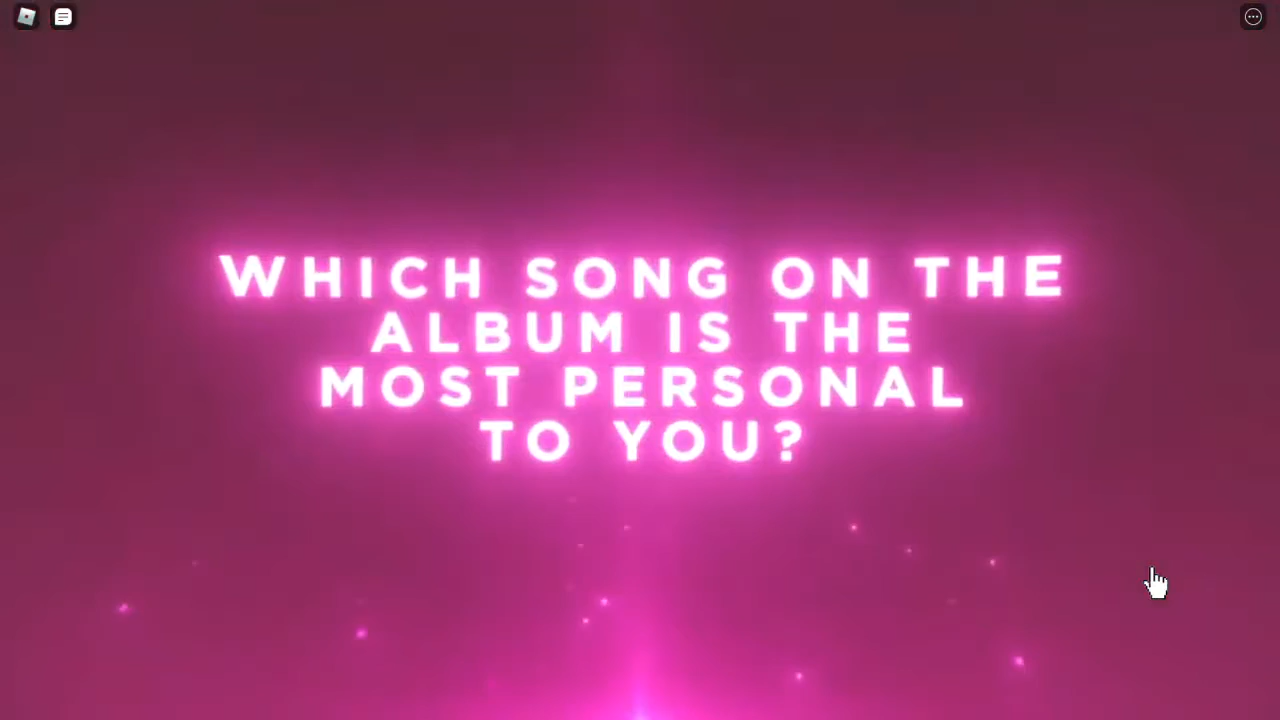 WHICH SONG ON THE
ALBUM IS THE
MOST PERSONAL
TO YOU?